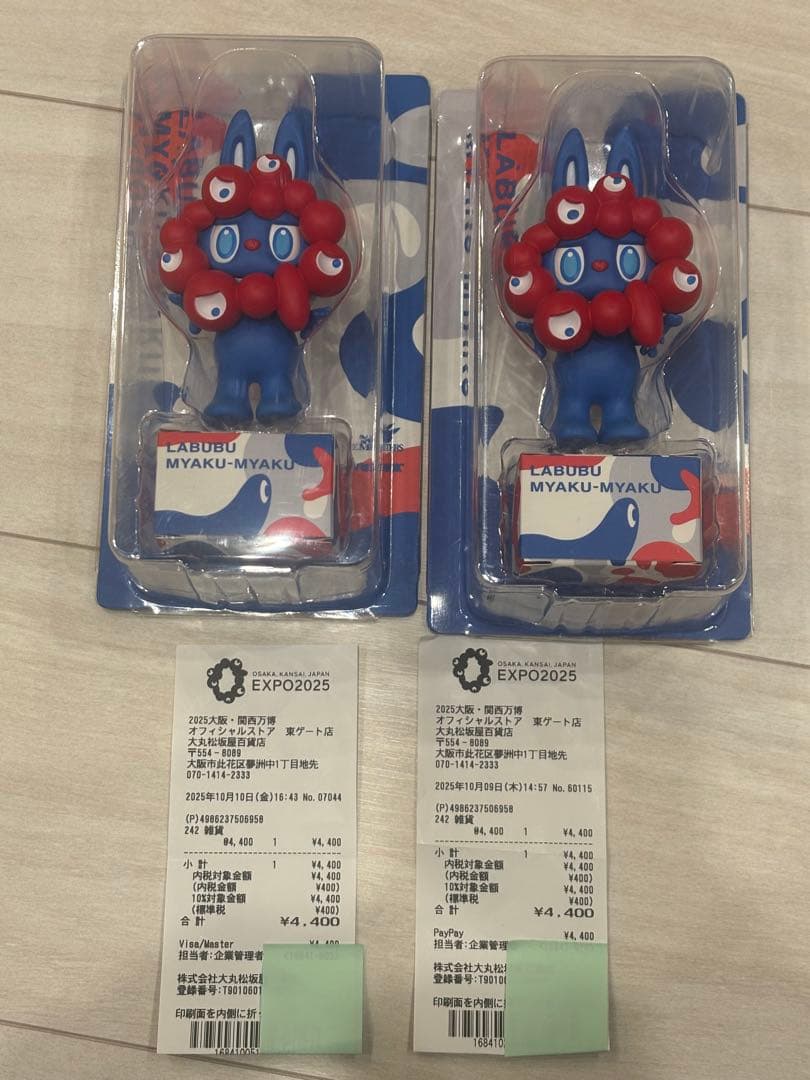 LABUBU
MYAKU-MYAKU
LABUBU
MYAKU-MYAKU
OSAKA, KANSAI, JAPAN
EXPO2025
2025大阪・関西万博
オフィシャルストア 東ゲート店
大丸松坂屋百貨店
〒554-8089
大阪市此花区夢洲中1丁目地先
070-1414-2333
2025年10月10日(金)16:43 No.07044
(P)4986237506958
242 雑貨
@4,400 1 ¥4,400
小 計 1 ¥4,400
内税対象金額 ¥4,400
(内税金額 ¥400)
10%対象金額 ¥4,400
(標準税 ¥400)
合 計 ¥4,400
Visa/Master ¥4,400
担当者:企業管理者
株式会社大丸松坂屋
登録番号:T9010601
印刷面を内側に折
168410051
OSAKA, KANSAI, JAPAN
EXPO2025
2025大阪・関西万博
オフィシャルストア 東ゲート店
大丸松坂屋百貨店
〒554-8089
大阪市此花区夢洲中1丁目地先
070-1414-2333
2025年10月09日(木)14:57 No.60115
(P)4986237506958
242 雑貨
@4,400 1 ¥4,400
小 計 1 ¥4,400
内税対象金額 ¥4,400
(内税金額 ¥400)
10%対象金額 ¥4,400
(標準税 ¥400)
合 計 ¥4,400
PayPay ¥4,400
担当者:企業管理
株式会社大丸松坂
登録番号:T901060
印刷面を内側に折
168410